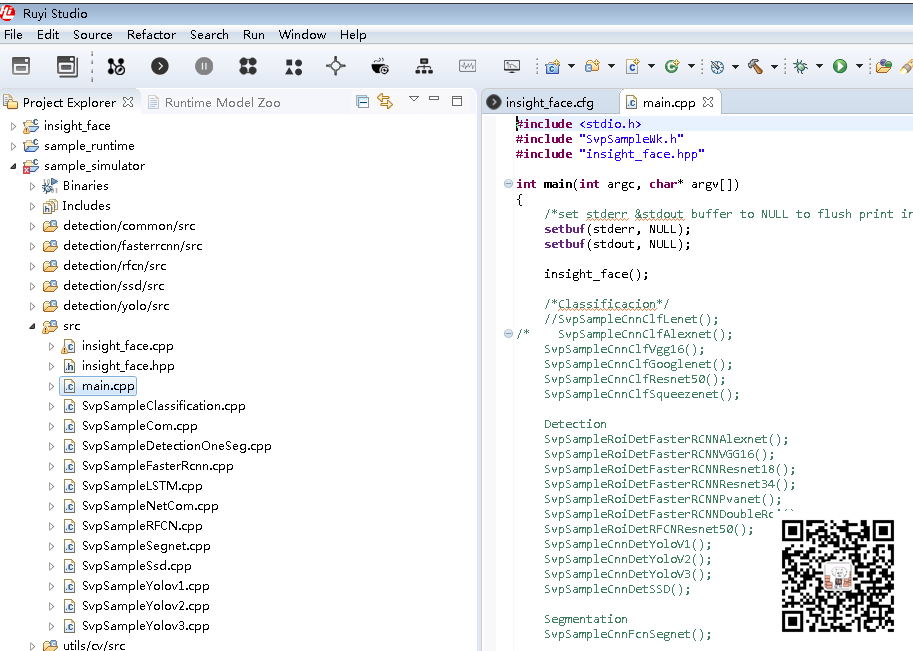 Ruyi Studio
File Edit Source Refactor Search Run Window Help
Project Explorer
Runtime Model Zoo
insight_face
sample_runtime
sample_simulator
Binaries
Includes
detection/common/src
detection/fasterrcnn/src
detection/rfcn/src
detection/ssd/src
detection/yolo/src
src
insight_face.cpp
insight_face.hpp
main.cpp
SvpSampleClassification.cpp
SvpSampleCom.cpp
SvpSampleDetectionOneSeg.cpp
SvpSampleFasterRcnn.cpp
SvpSampleLSTM.cpp
SvpSampleNetCom.cpp
SvpSampleRFCN.cpp
SvpSampleSegnet.cpp
SvpSampleSsd.cpp
SvpSampleYolov1.cpp
SvpSampleYolov2.cpp
SvpSampleYolov3.cpp
utils/cv/src
insight_face.cfg
main.cpp
#include <stdio.h>
#include "SvpSampleWk.h"
#include "insight_face.hpp"
int main(int argc, char* argv[])
{
/*set stderr &stdout buffer to NULL to flush print in
setbuf(stderr, NULL);
setbuf(stdout, NULL);
insight_face();
/*Classificacion*/
//SvpSampleCnnClfLenet();
/* SvpSampleCnnClfAlexnet();
SvpSampleCnnClfVgg16();
SvpSampleCnnClfGooglenet();
SvpSampleCnnClfResnet50();
SvpSampleCnnClfSqueezenet();
Detection
SvpSampleRoiDetFasterRCNNAlexnet();
SvpSampleRoiDetFasterRCNNVGG16();
SvpSampleRoiDetFasterRCNNResnet18();
SvpSampleRoiDetFasterRCNNResnet34();
SvpSampleRoiDetFasterRCNNPvanet();
SvpSampleRoiDetFasterRCNNDoubleRo
SvpSampleRoiDetRFCNResnet50();
SvpSampleCnnDetYoloV1();
SvpSampleCnnDetYoloV2();
SvpSampleCnnDetYoloV3();
SvpSampleCnnDetSSD();
Segmentation
SvpSampleCnnFcnSegnet();